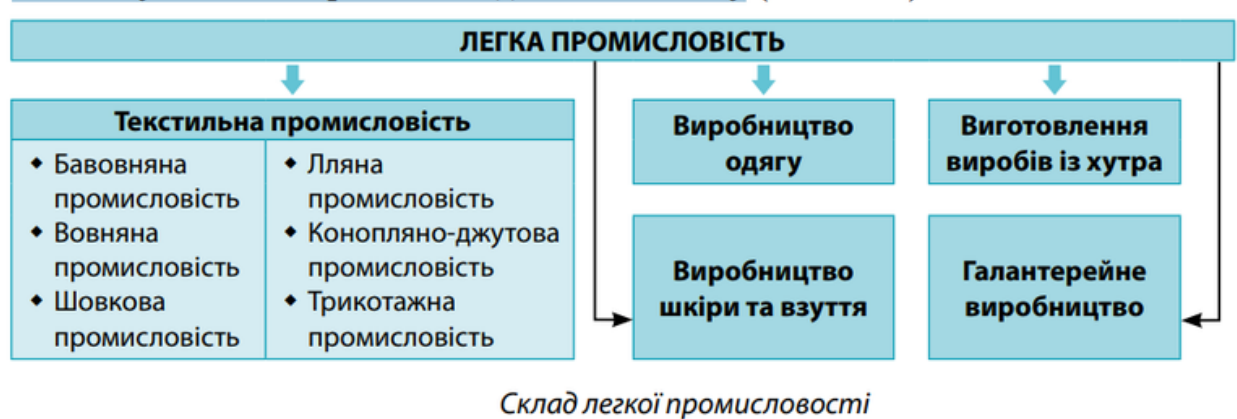 ЛЕГКА ПРОМИСЛОВІСТЬ
Текстильна промисловість
◆ Бавовняна
промисловість
◆ Вовняна
промисловість
◆ Шовкова
промисловість
◆ Лляна
промисловість
◆ Конопляно-джутова
промисловість
◆ Трикотажна
промисловість
Виробництво
одягу
Виготовлення
виробів із хутра
Виробництво
шкіри та взуття
Галантерейне
виробництво
Склад легкої промисловості